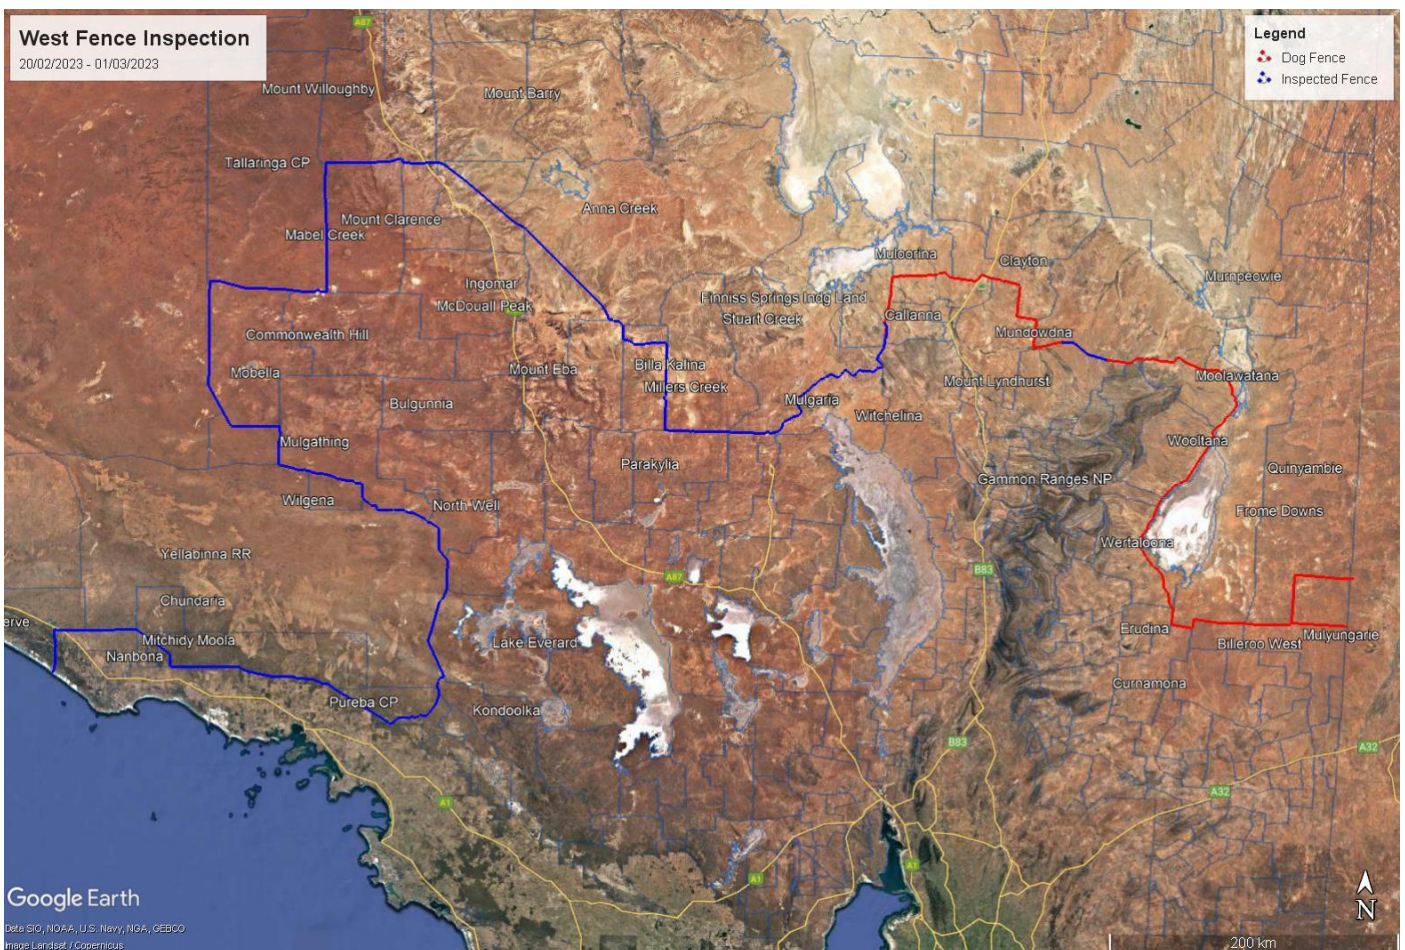 West Fence Inspection
20/02/2023 - 01/03/2023
Legend
Dog Fence
Inspected Fence
A87
Mount Willoughby
Mount Barry
Tallaringa CP
Anna Creek
Mount Clarence
Mabel Creek
Muloorina
Clayton
Murnpeowie
Ingomar
McDouall Peak
Finniss Springs Indg Land
Stuart Creek
Callanna
Commonwealth Hill
Mundowdna
Mobella
Mount Eba
Billa Kalina
Millers Creek
Mount Lyndhurst
Moolawatana
Bulgunnia
Mulgaria
Witchelina
Mulgathing
Wooltana
Parakylia
Quinyambie
Gammon Ranges NP
Wilgena
North Well
Frome Downs
Wertaloona
Yellabinna RR
A87
B83
Chundaria
erve
Mitchidy Moola
Lake Everard
Erudina
Mulyungarie
Billeroo West
Nanbona
Curnamona
Pureba CP
Kondoolka
B83
A32
A32
A1
A1
A1
Google Earth
N
Data SIO, NOAA, U.S. Navy, NGA, GEBCO
Image Landsat / Copernicus
200 km